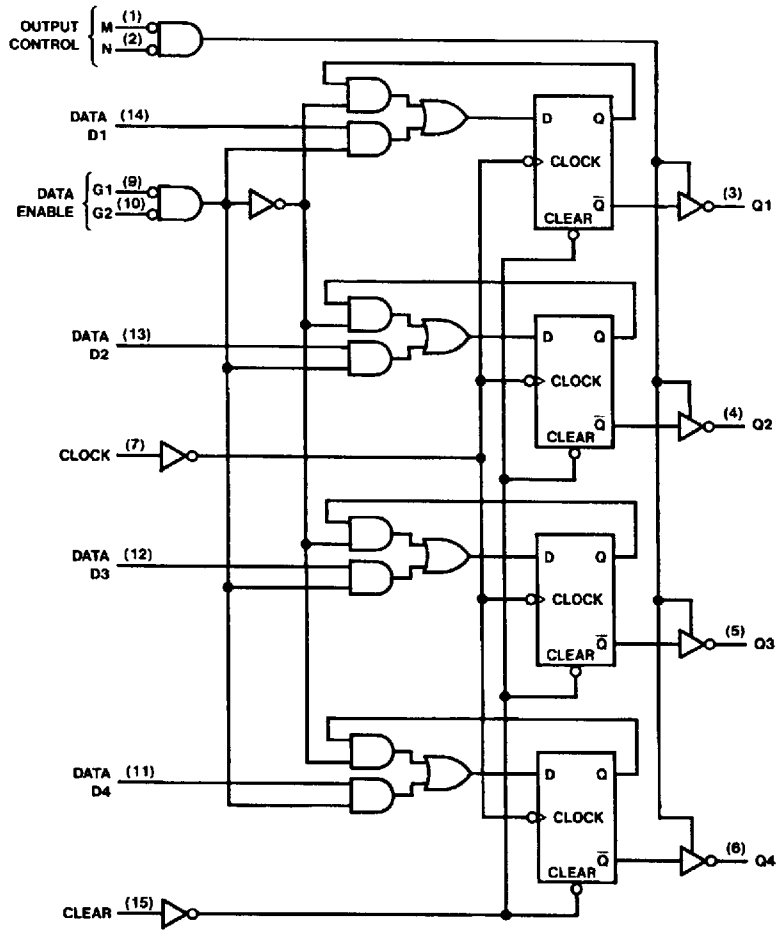 OUTPUT
CONTROL
M (1)
N (2)
DATA
D1
(14)
D Q
CLOCK
Q̅
CLEAR
(3) Q1
DATA
ENABLE
G1 (9)
G2 (10)
DATA
D2
(13)
D Q
CLOCK
Q̅
CLEAR
(4) Q2
CLOCK (7)
DATA
D3
(12)
D Q
CLOCK
Q̅
CLEAR
(5) Q3
DATA
D4
(11)
D Q
CLOCK
Q̅
CLEAR
(6) Q4
CLEAR (15)